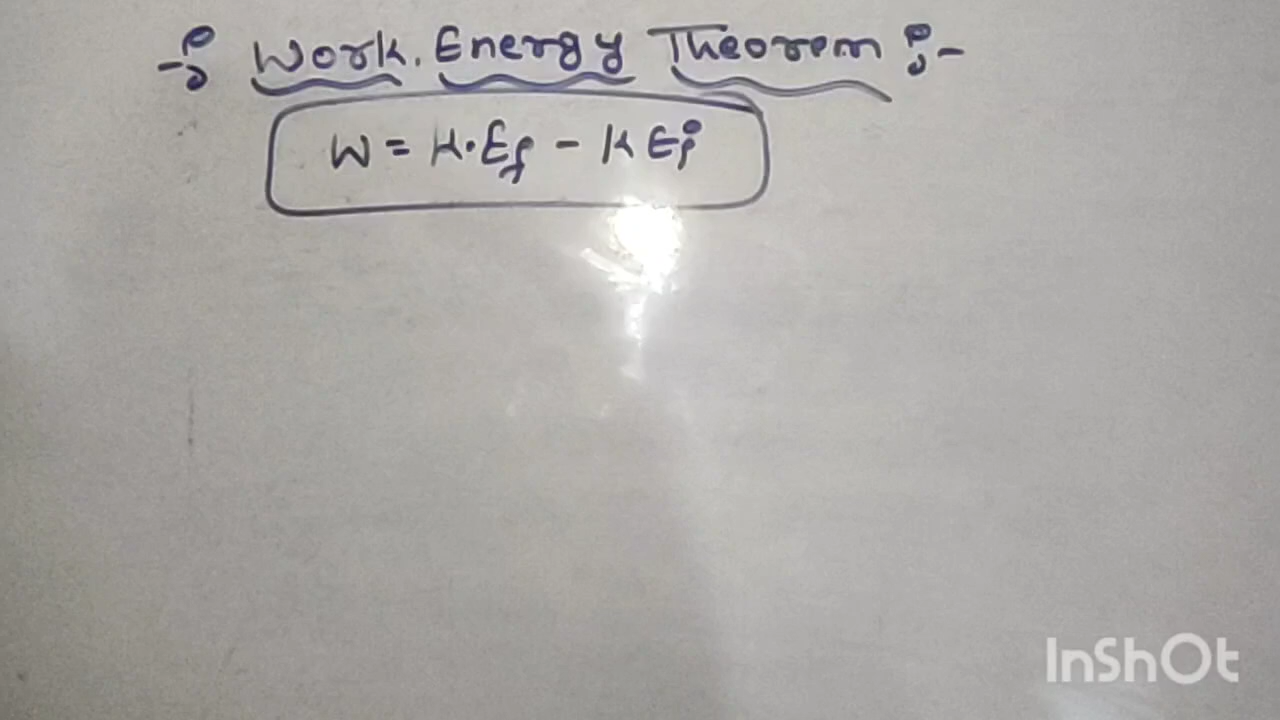 -: Work. Energy Theorem :-
W = K.Ef - KEi
InShOt